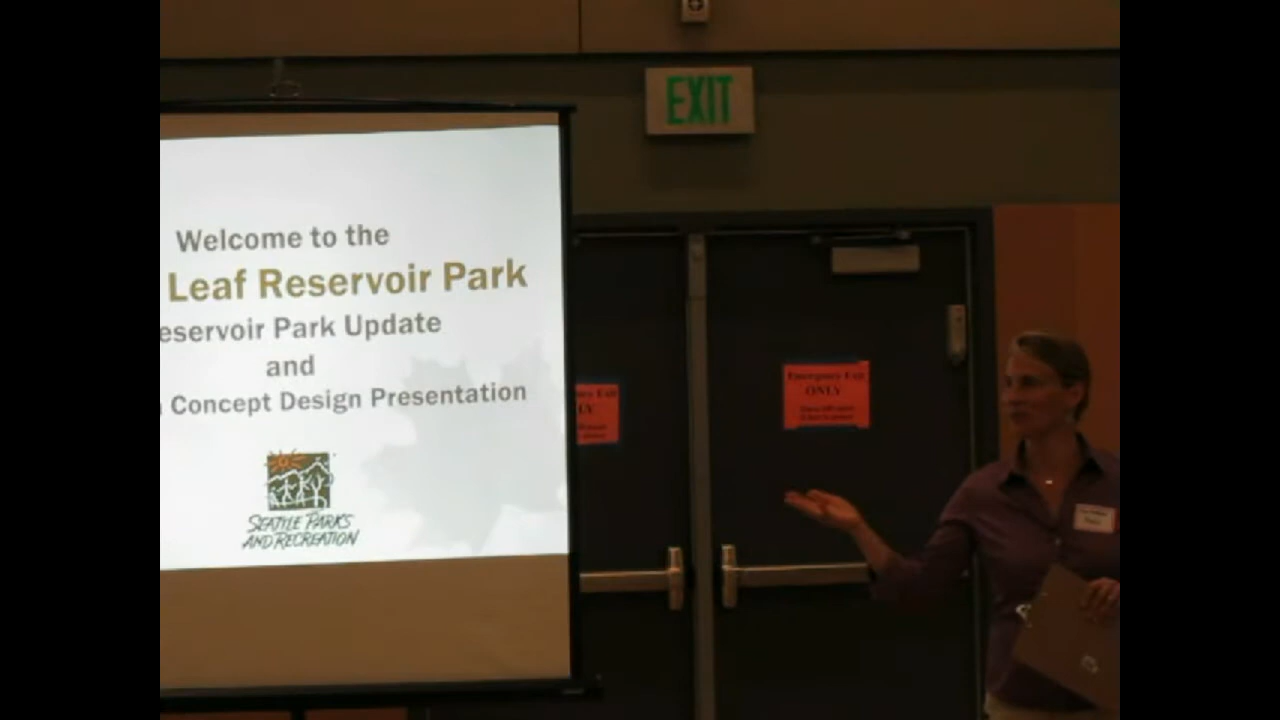 EXIT
Welcome to the
Leaf Reservoir Park
eservoir Park Update
and
Concept Design Presentation
SEATTLE PARKS
AND RECREATION
Emergency Exit
ONLY